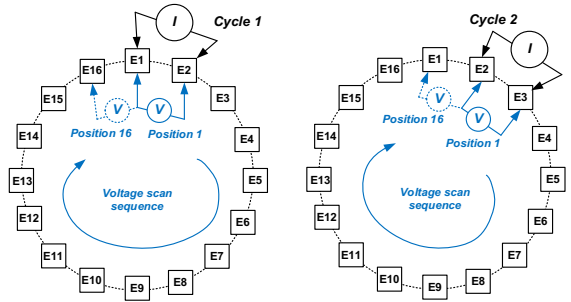 I
Cycle 1
E1
E16
E2
E15
E3
V
V
Position 16
Position 1
E14
E4
E13
E5
Voltage scan
sequence
E12
E6
E11
E7
E10
E8
E9
Cycle 2
I
E1
E16
E2
E15
E3
V
V
Position 16
Position 1
E14
E4
E13
E5
Voltage scan
sequence
E12
E6
E11
E7
E10
E8
E9